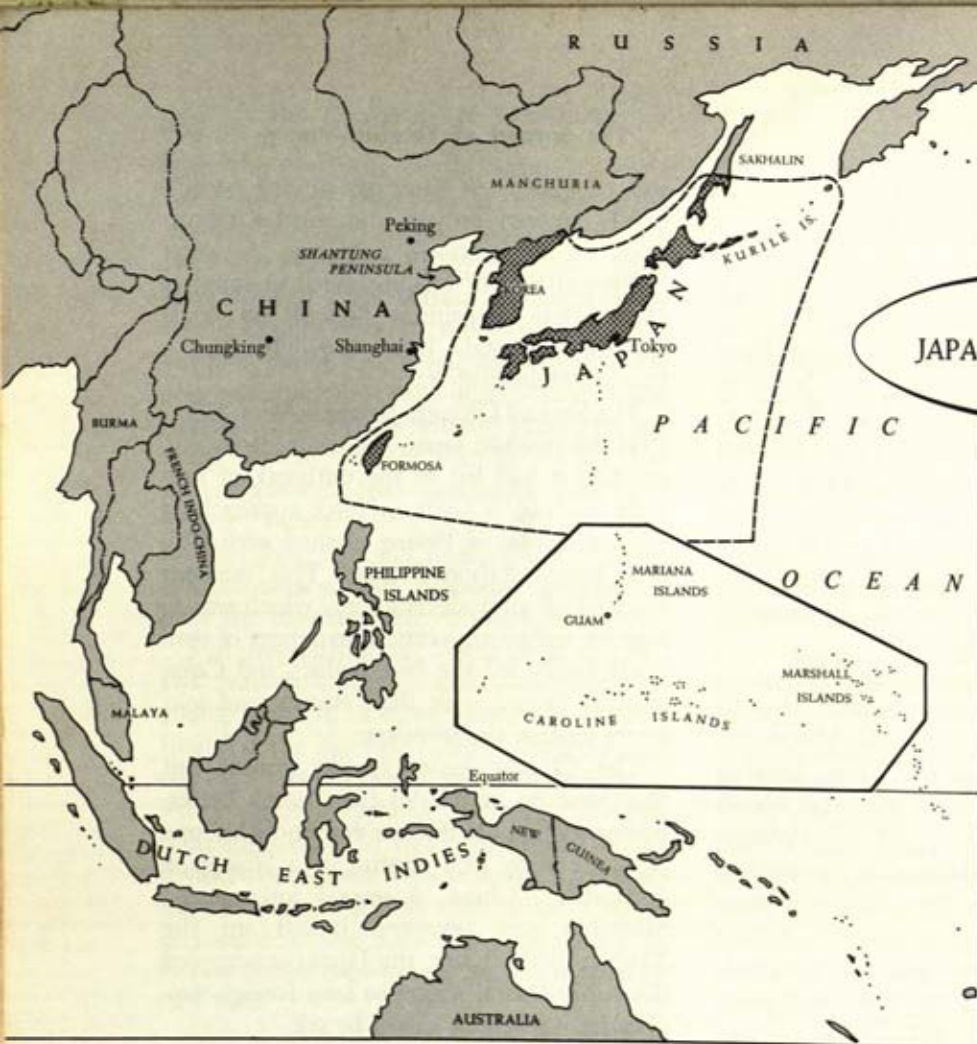 RUSSIA
SAKHALIN
MANCHURIA
Peking
SHANTUNG
PENINSULA
KURILE IS.
KOREA
CHINA
JAPAN
Chungking
Shanghai
Tokyo
JAPA
BURMA
PACIFIC
FRENCH INDO-CHINA
FORMOSA
PHILIPPINE
ISLANDS
MARIANA
ISLANDS
OCEAN
GUAM
MARSHALL
ISLANDS
MALAYA
CAROLINE ISLANDS
Equator
NEW GUINEA
DUTCH EAST INDIES
AUSTRALIA